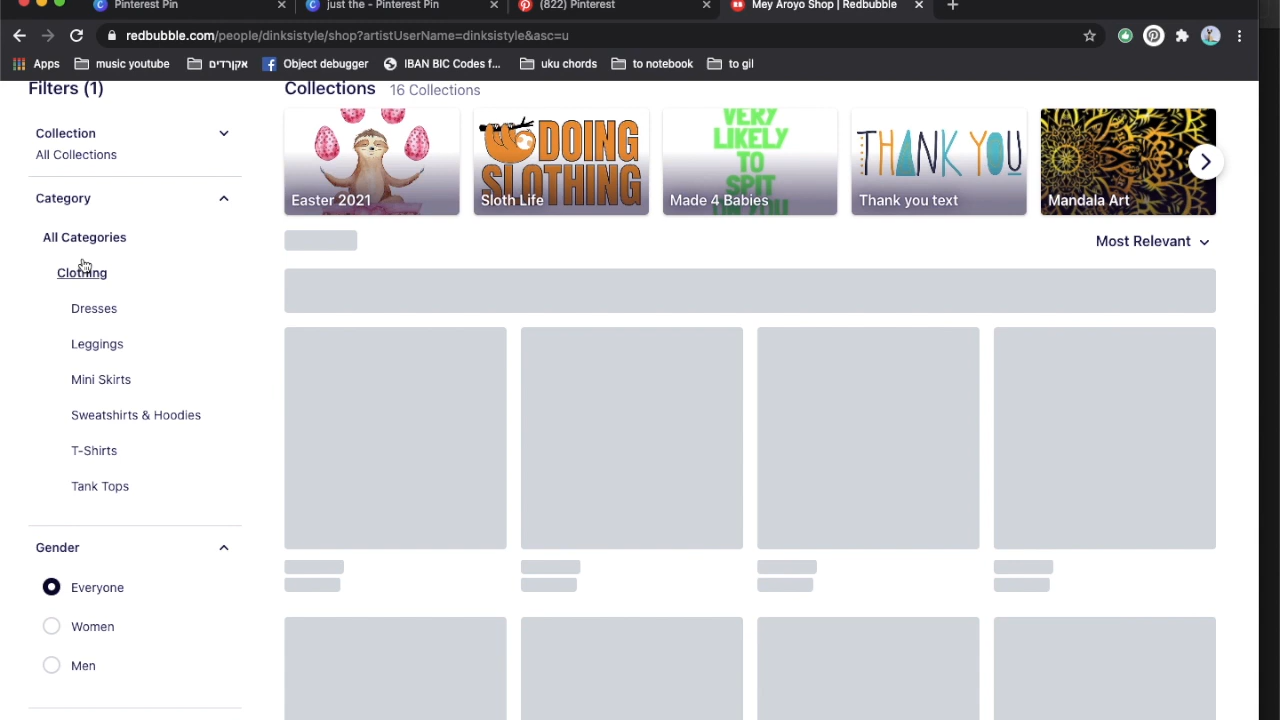 Pinterest Pin
just the - Pinterest Pin
(822) Pinterest
Mey Aroyo Shop | Redbubble
redbubble.com/people/dinksistyle/shop?artistUserName=dinksistyle&asc=u
Apps
music youtube
אקורדים
Object debugger
IBAN BIC Codes f...
uku chords
to notebook
to gil
Filters (1)
Collection
All Collections
Category
All Categories
Clothing
Dresses
Leggings
Mini Skirts
Sweatshirts & Hoodies
T-Shirts
Tank Tops
Gender
Everyone
Women
Men
Collections 16 Collections
Easter 2021
DOING
SLOTHING
Sloth Life
VERY
LIKELY
TO
SPIT
ON YOU
Made 4 Babies
THANK YOU
Thank you text
Mandala Art
Most Relevant